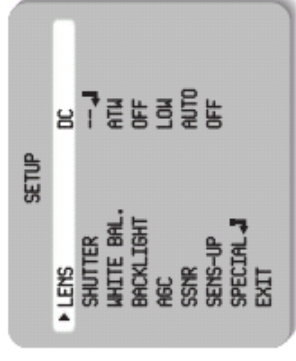 SETUP
▶ LENS DC
SHUTTER --↵
WHITE BAL. ATW
BACKLIGHT OFF
AGC LOW
SSNR AUTO
SENS-UP OFF
SPECIAL↵
EXIT